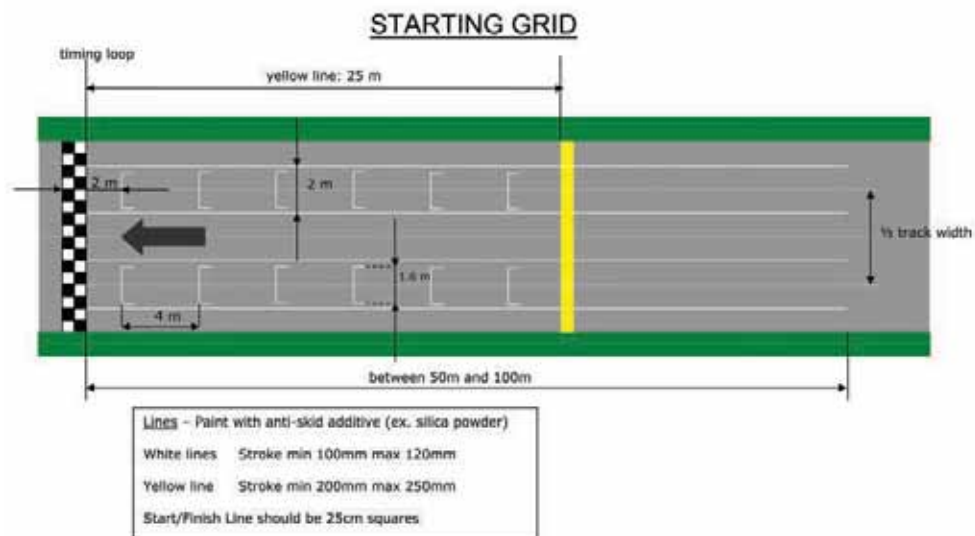 STARTING GRID
timing loop
yellow line: 25 m
2 m
2 m
⅓ track width
1.6 m
4 m
between 50m and 100m
Lines – Paint with anti-skid additive (ex. silica powder)
White lines Stroke min 100mm max 120mm
Yellow line Stroke min 200mm max 250mm
Start/Finish Line should be 25cm squares